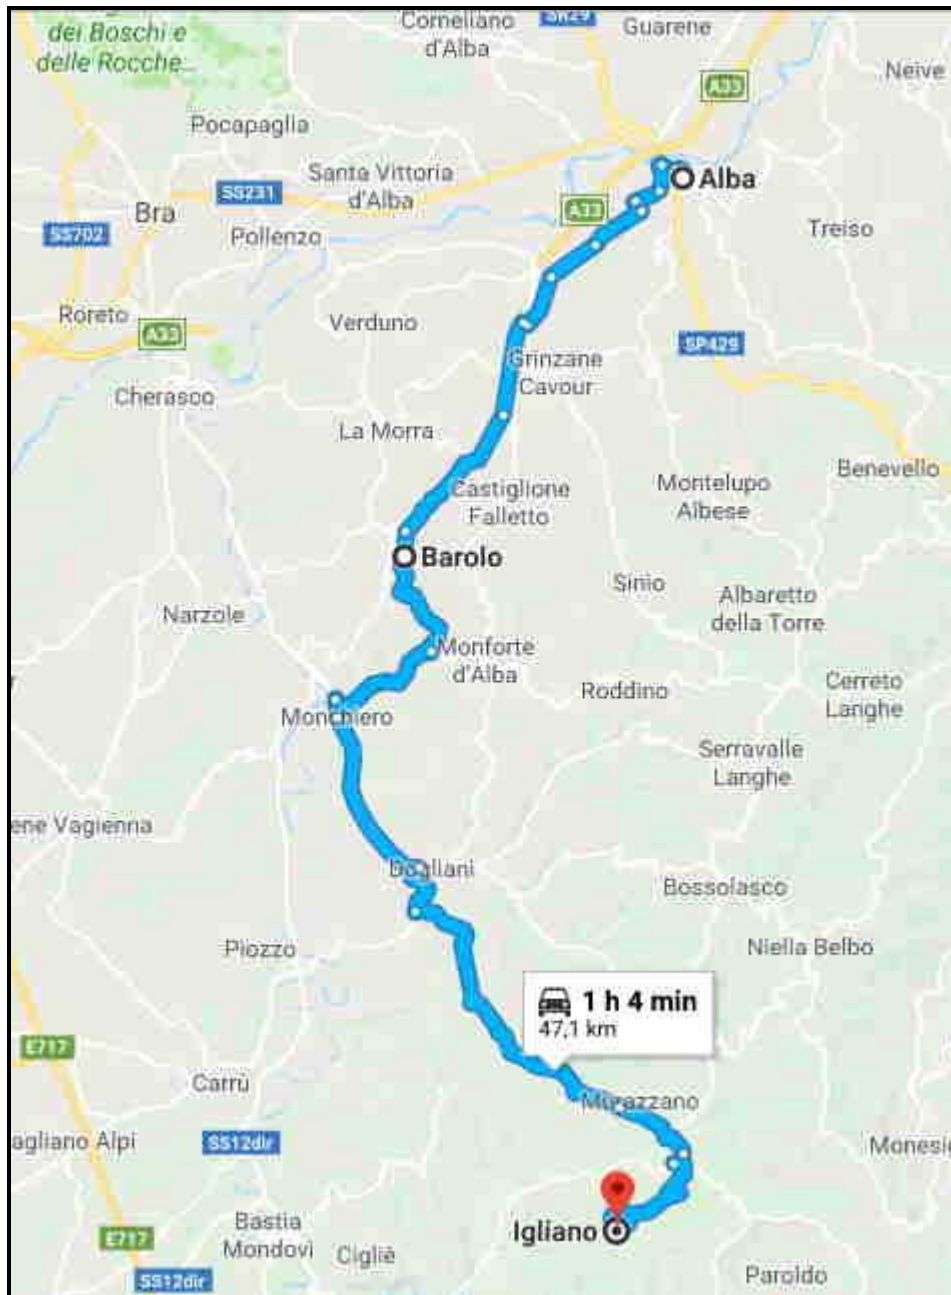 dei Boschi e
delle Rocche...
Corneliano
d'Alba
Guarene
A33
Neive
Pocapaglia
SS231
Santa Vittoria
d'Alba
Alba
A33
Bra
SS702
Pollenzo
Treiso
Roreto
A33
Verduno
SP429
Grinzane
Cavour
Cherasco
La Morra
Benevello
Castiglione
Falletto
Montelupo
Albese
Barolo
Sinio
Albaretto
della Torre
Narzole
Monforte
d'Alba
Roddino
Cerreto
Langhe
Monchiero
Serravalle
Langhe
ene Vagienna
Dogliani
Bossolasco
Piozzo
Niella Belbo
1 h 4 min
47,1 km
E717
Carrù
Murazzano
agliano Alpi
SS12dir
Monesig
E717
Bastia
Mondovì
Igliano
Cigliè
SS12dir
Paroldo